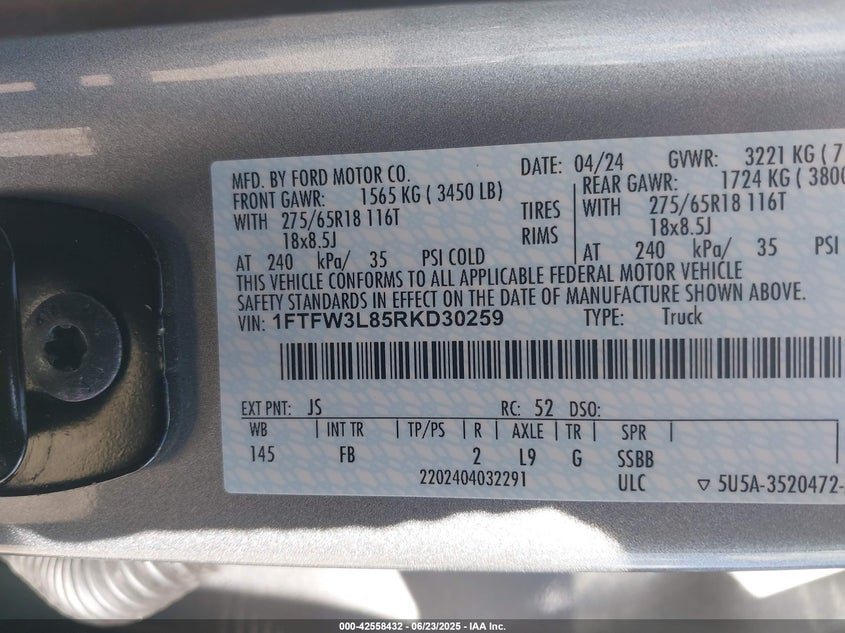 MFD. BY FORD MOTOR CO.
DATE: 04/24 GVWR: 3221 KG (7
FRONT GAWR: 1565 KG ( 3450 LB)
REAR GAWR: 1724 KG ( 3800
WITH 275/65R18 116T TIRES WITH 275/65R18 116T
18x8.5J RIMS 18x8.5J
AT 240 kPa/ 35 PSI COLD AT 240 kPa/ 35 PSI
THIS VEHICLE CONFORMS TO ALL APPLICABLE FEDERAL MOTOR VEHICLE
SAFETY STANDARDS IN EFFECT ON THE DATE OF MANUFACTURE SHOWN ABOVE.
VIN: 1FTFW3L85RKD30259 TYPE: Truck
EXT PNT: JS RC: 52 DSO:
WB INT TR TP/PS R AXLE TR SPR
145 FB 2 L9 G SSBB
2202404032291 ULC ▽ 5U5A-3520472-
000-42558432 | 06/23/2025 - IAA Inc.